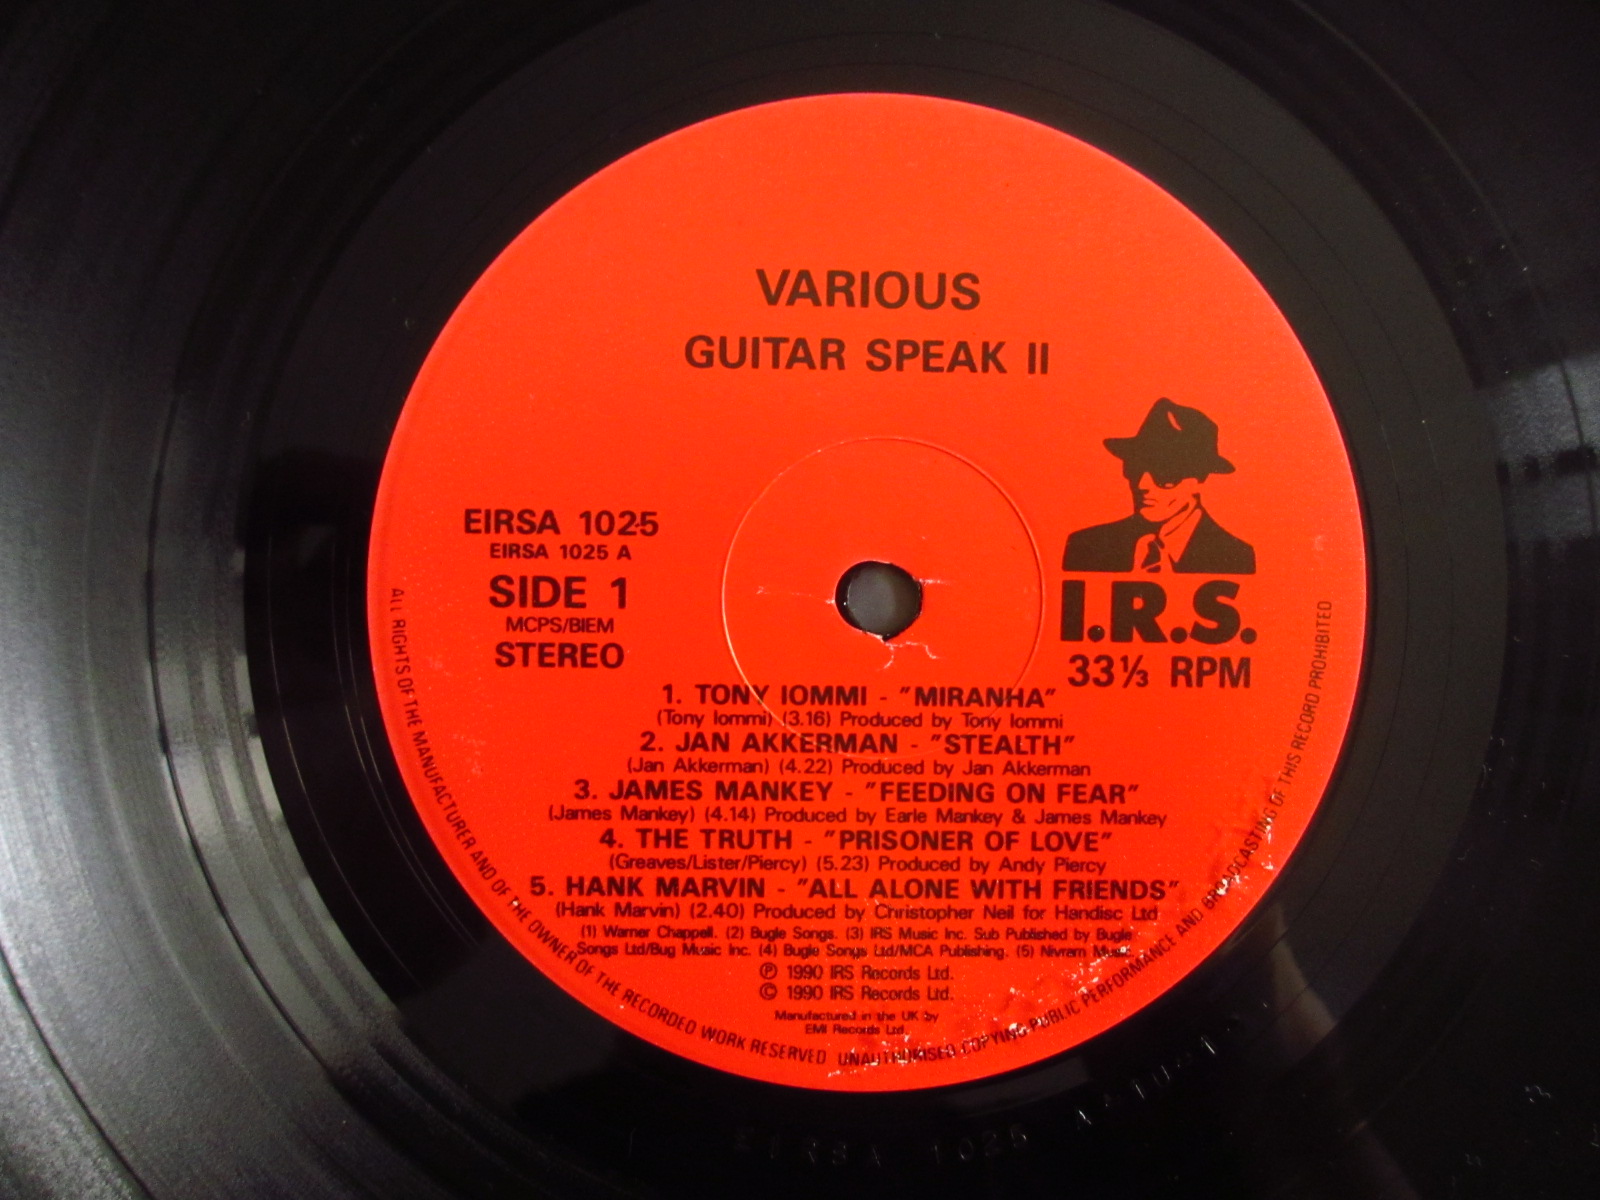 VARIOUS
GUITAR SPEAK II
EIRSA 1025
EIRSA 1025 A
SIDE 1
MCPS/BIEM
STEREO
I.R.S.
33⅓ RPM
1. TONY IOMMI - "MIRANHA"
(Tony Iommi) (3.16) Produced by Tony Iommi
2. JAN AKKERMAN - "STEALTH"
(Jan Akkerman) (4.22) Produced by Jan Akkerman
3. JAMES MANKEY - "FEEDING ON FEAR"
(James Mankey) (4.14) Produced by Earle Mankey & James Mankey
4. THE TRUTH - "PRISONER OF LOVE"
(Greaves/Lister/Piercy) (5.23) Produced by Andy Piercy
5. HANK MARVIN - "ALL ALONE WITH FRIENDS"
(Hank Marvin) (2.40) Produced by Christopher Neil for Handisc Ltd
(1) Warner Chappell. (2) Bugle Songs. (3) IRS Music Inc. Sub Published by Bugle
Songs Ltd/Bug Music Inc. (4) Bugle Songs Ltd/MCA Publishing. (5) Nivram Music.
℗ 1990 IRS Records Ltd.
© 1990 IRS Records Ltd.
Manufactured in the UK by
EMI Records Ltd.
ALL RIGHTS OF THE MANUFACTURER AND OF THE OWNER OF THE RECORDED WORK RESERVED UNAUTHORISED COPYING PUBLIC PERFORMANCE AND BROADCASTING OF THIS RECORD PROHIBITED
EIRSA 1025